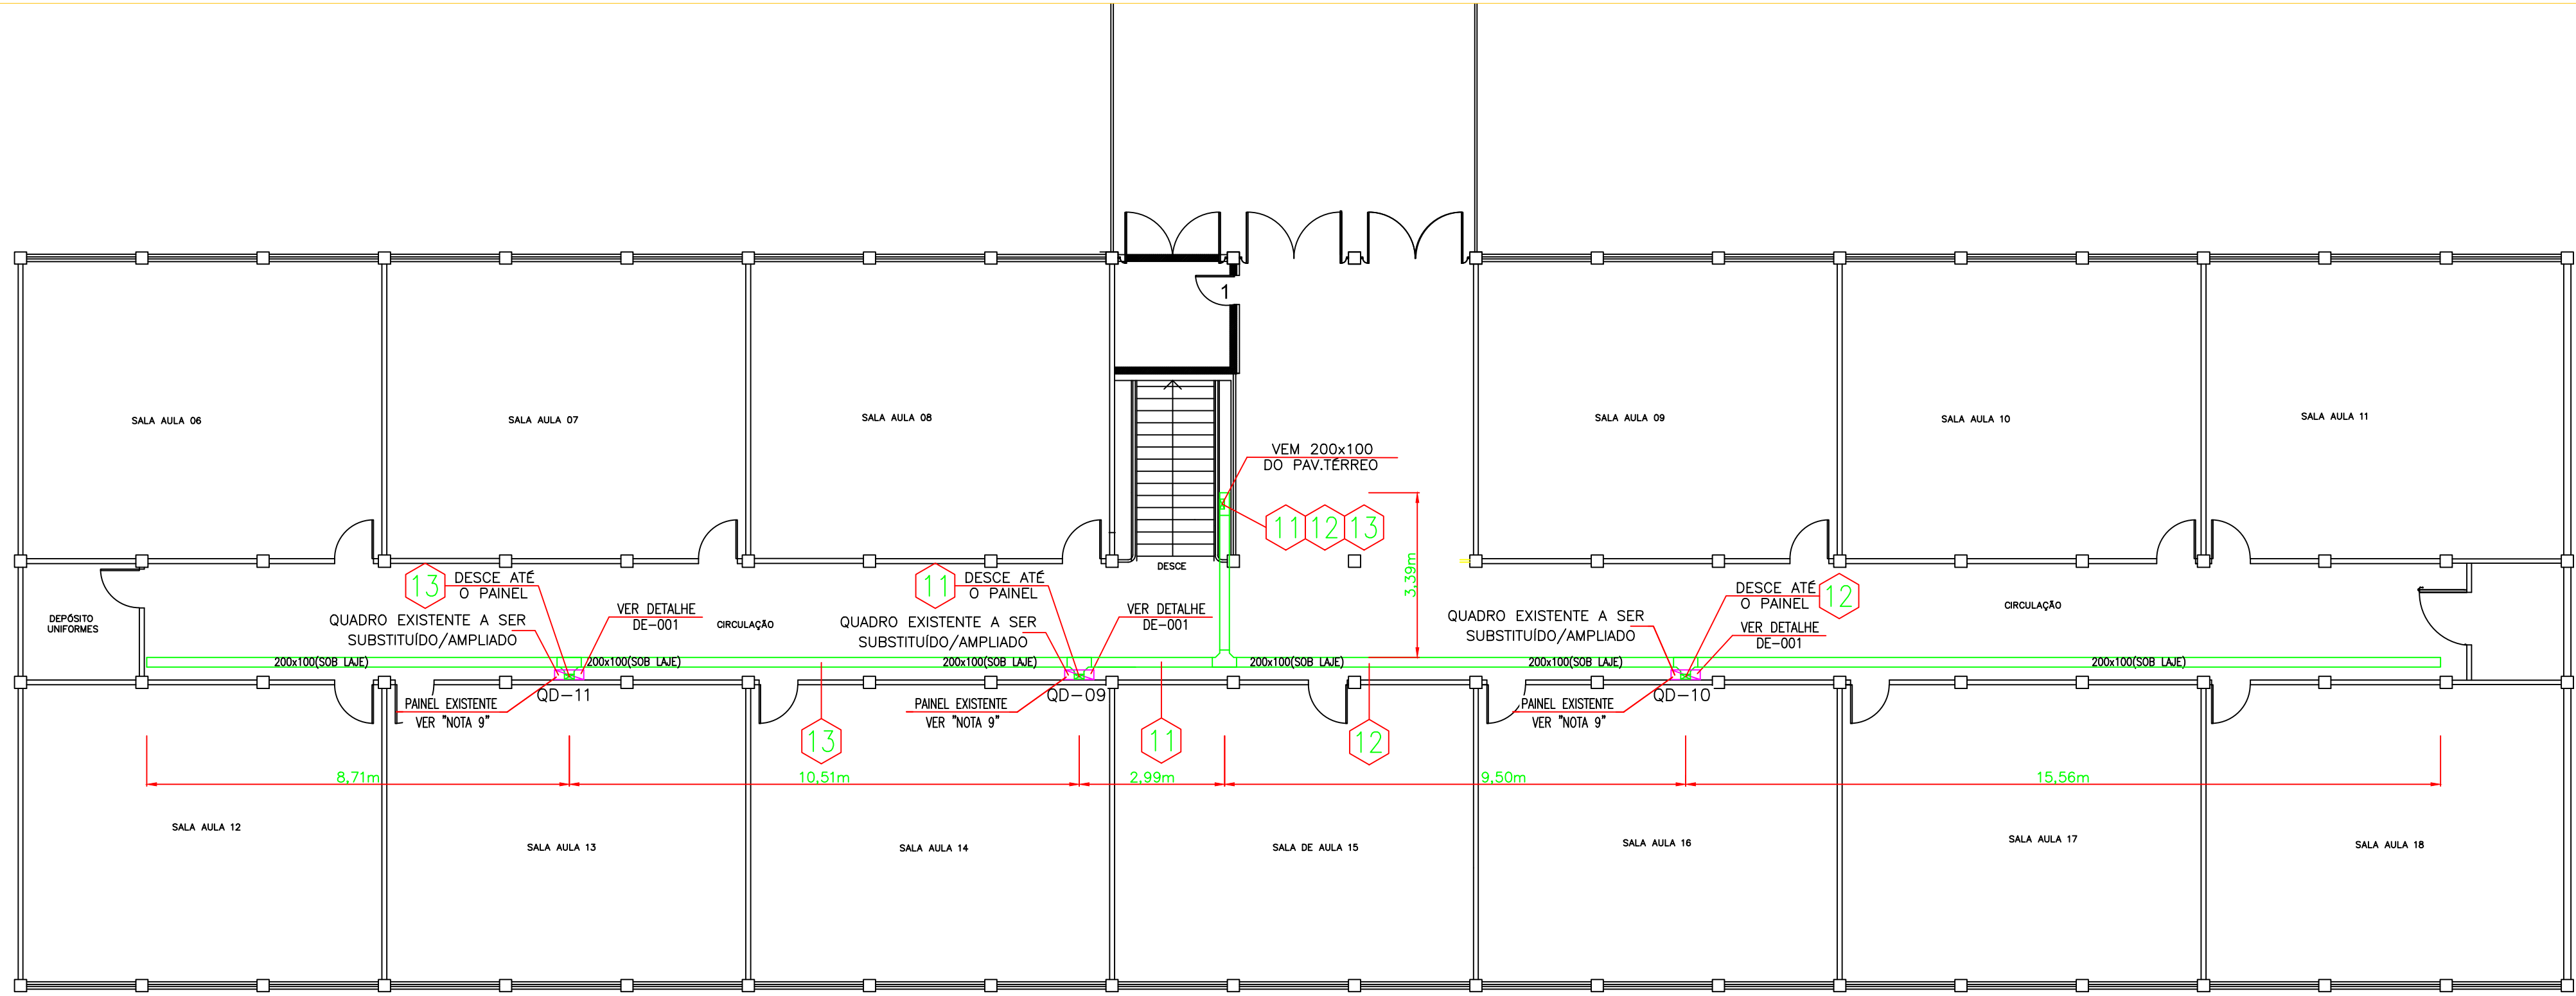 1
SALA AULA 06
SALA AULA 07
SALA AULA 08
SALA AULA 09
SALA AULA 10
SALA AULA 11
VEM 200x100
DO PAV.TÉRREO
11
12
13
3,39m
DESCE
13
DESCE ATÉ
O PAINEL
11
DESCE ATÉ
O PAINEL
DESCE ATÉ
O PAINEL
12
DEPÓSITO
UNIFORMES
QUADRO EXISTENTE A SER
SUBSTITUÍDO/AMPLIADO
VER DETALHE
DE-001
CIRCULAÇÃO
QUADRO EXISTENTE A SER
SUBSTITUÍDO/AMPLIADO
VER DETALHE
DE-001
QUADRO EXISTENTE A SER
SUBSTITUÍDO/AMPLIADO
VER DETALHE
DE-001
CIRCULAÇÃO
200x100(SOB LAJE)
200x100(SOB LAJE)
200x100(SOB LAJE)
200x100(SOB LAJE)
200x100(SOB LAJE)
200x100(SOB LAJE)
PAINEL EXISTENTE
VER "NOTA 9"
QD-11
PAINEL EXISTENTE
VER "NOTA 9"
QD-09
PAINEL EXISTENTE
VER "NOTA 9"
QD-10
13
11
12
8,71m
10,51m
2,99m
9,50m
15,56m
SALA AULA 12
SALA AULA 13
SALA AULA 14
SALA DE AULA 15
SALA AULA 16
SALA AULA 17
SALA AULA 18